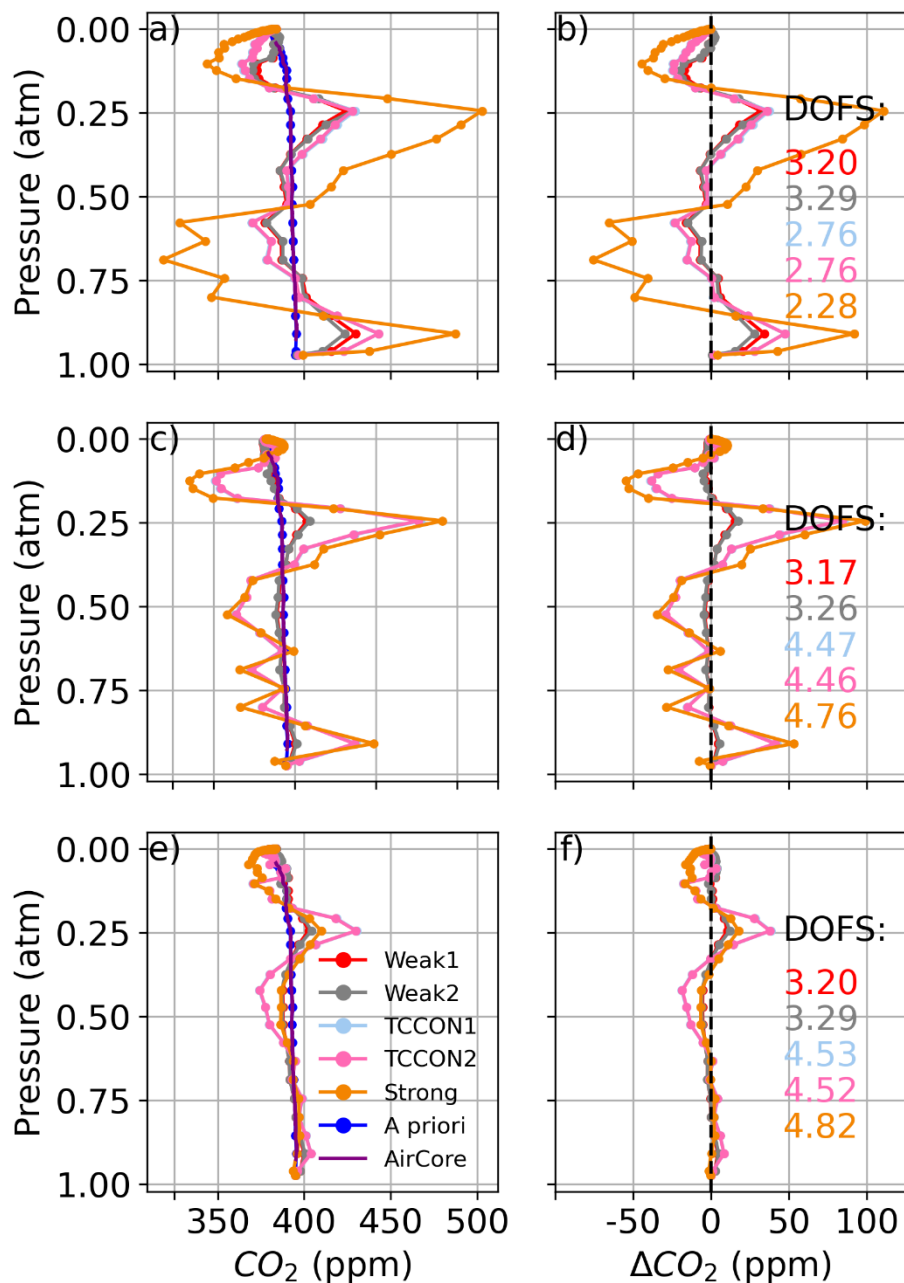 a)
b)
0.00
0.25
0.50
0.75
1.00
Pressure (atm)
DOFS:
3.20
3.29
2.76
2.76
2.28
c)
d)
0.00
0.25
0.50
0.75
1.00
Pressure (atm)
DOFS:
3.17
3.26
4.47
4.46
4.76
e)
f)
0.00
0.25
0.50
0.75
1.00
Pressure (atm)
Weak1
Weak2
TCCON1
TCCON2
Strong
A priori
AirCore
DOFS:
3.20
3.29
4.53
4.52
4.82
350 400 450 500
-50 0 50 100
CO₂ (ppm)
ΔCO₂ (ppm)